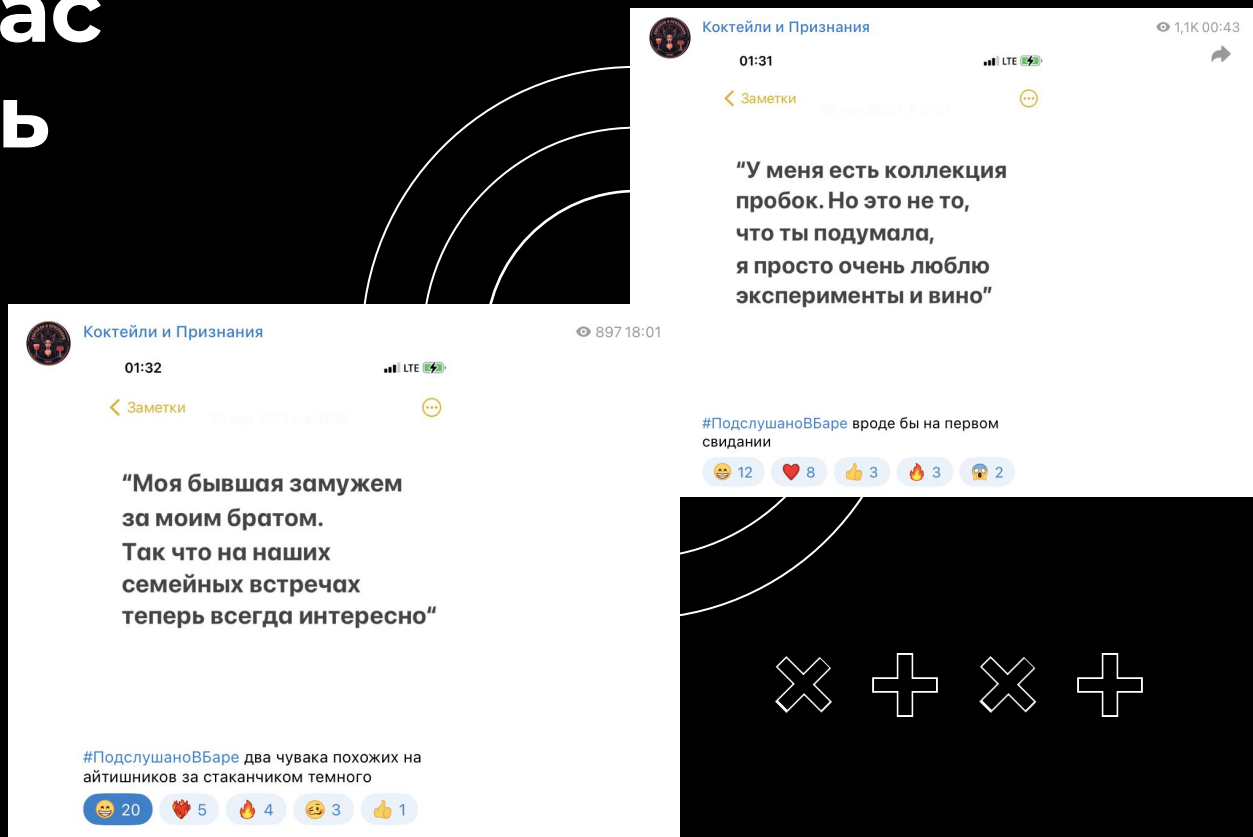 ас
ь
Коктейли и Признания
1,1K 00:43
01:31
LTE
Заметки
“У меня есть коллекция
пробок. Но это не то,
что ты подумала,
я просто очень люблю
эксперименты и вино”
#ПодслушаноВБаре вроде бы на первом
свидании
12 8 3 3 2
Коктейли и Признания
897 18:01
01:32
LTE
Заметки
“Моя бывшая замужем
за моим братом.
Так что на наших
семейных встречах
теперь всегда интересно“
#ПодслушаноВБаре два чувака похожих на
айтишников за стаканчиком темного
20 5 4 3 1